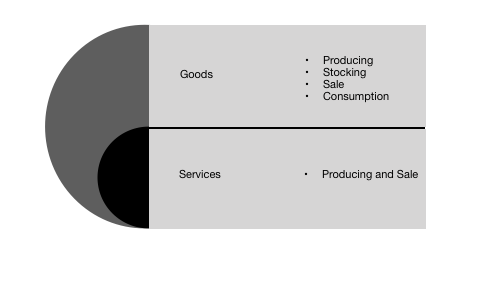 Goods
• Producing
• Stocking
• Sale
• Consumption
Services
• Producing and Sale